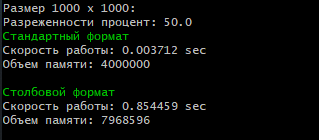 Размер 1000 x 1000:
Разреженности процент: 50.0
Стандартный формат
Скорость работы: 0.003712 sec
Объем памяти: 4000000
Столбовой формат
Скорость работы: 0.854459 sec
Объем памяти: 7968596